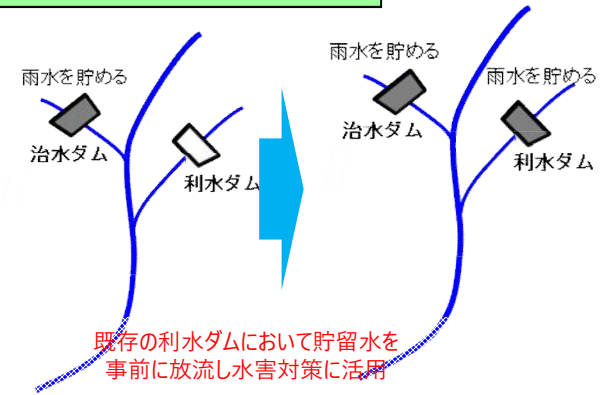 雨水を貯める
治水ダム
利水ダム
雨水を貯める
雨水を貯める
治水ダム
利水ダム
既存の利水ダムにおいて貯留水を
事前に放流し水害対策に活用